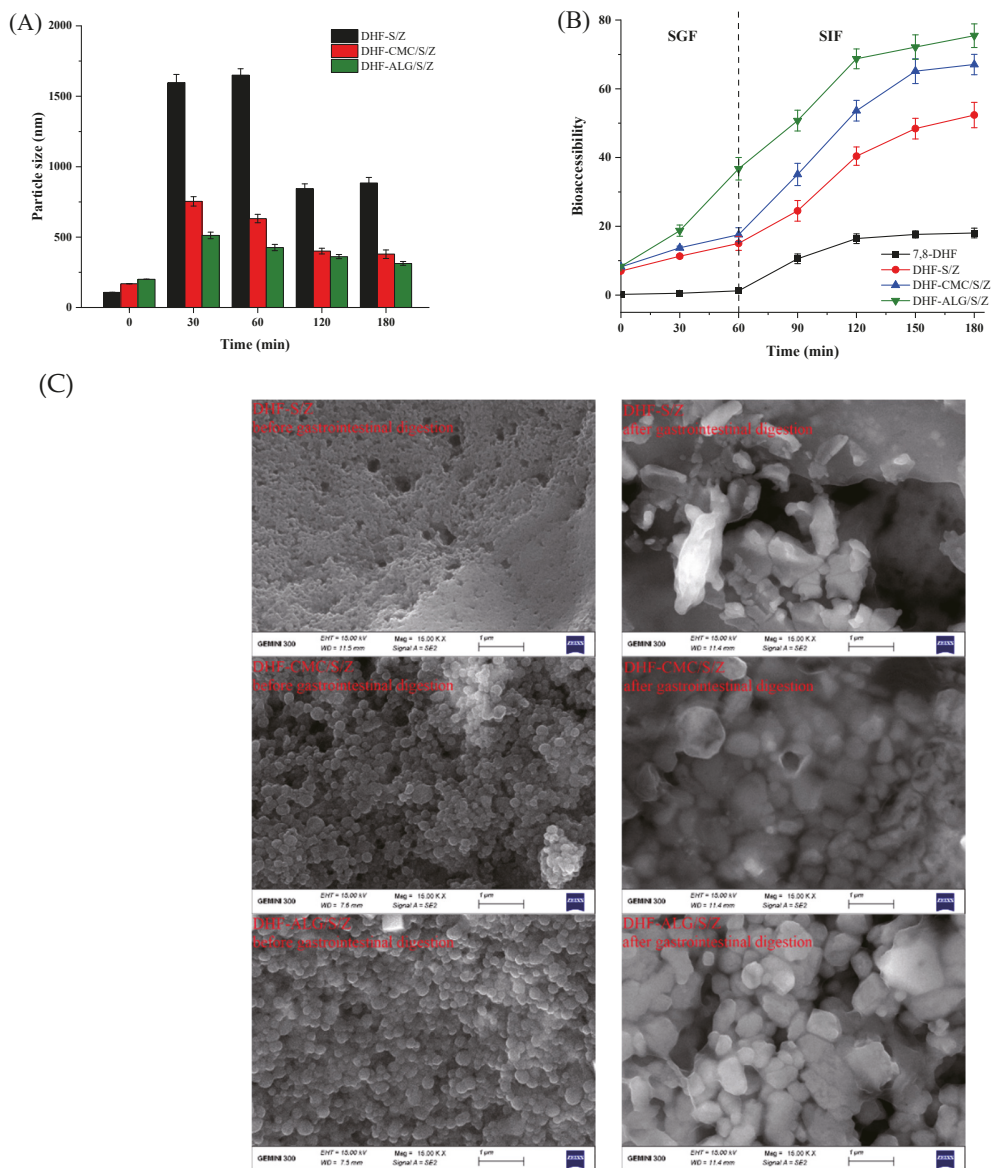 (A)
2000
1500
1000
500
0
Particle size (nm)
DHF-S/Z
DHF-CMC/S/Z
DHF-ALG/S/Z
0 30 60 120 180
Time (min)
(B)
SGF SIF
80
60
40
20
0
Bioaccessibility
7,8-DHF
DHF-S/Z
DHF-CMC/S/Z
DHF-ALG/S/Z
0 30 60 90 120 150 180
Time (min)
(C)
DHF-S/Z
before gastrointestinal digestion
GEMINI 300 EHT = 15.00 kV Mag = 15.00 K X 1 µm ZEISS
WD = 11.5 mm Signal A = SE2
DHF-S/Z
after gastrointestinal digestion
GEMINI 300 EHT = 15.00 kV Mag = 15.00 K X 1 µm ZEISS
WD = 11.4 mm Signal A = SE2
DHF-CMC/S/Z
before gastrointestinal digestion
GEMINI 300 EHT = 15.00 kV Mag = 15.00 K X 1 µm ZEISS
WD = 7.6 mm Signal A = SE2
DHF-CMC/S/Z
after gastrointestinal digestion
GEMINI 300 EHT = 15.00 kV Mag = 15.00 K X 1 µm ZEISS
WD = 11.4 mm Signal A = SE2
DHF-ALG/S/Z
before gastrointestinal digestion
GEMINI 300 EHT = 15.00 kV Mag = 15.00 K X 1 µm ZEISS
WD = 7.5 mm Signal A = SE2
DHF-ALG/S/Z
after gastrointestinal digestion
GEMINI 300 EHT = 15.00 kV Mag = 15.00 K X 1 µm ZEISS
WD = 11.4 mm Signal A = SE2